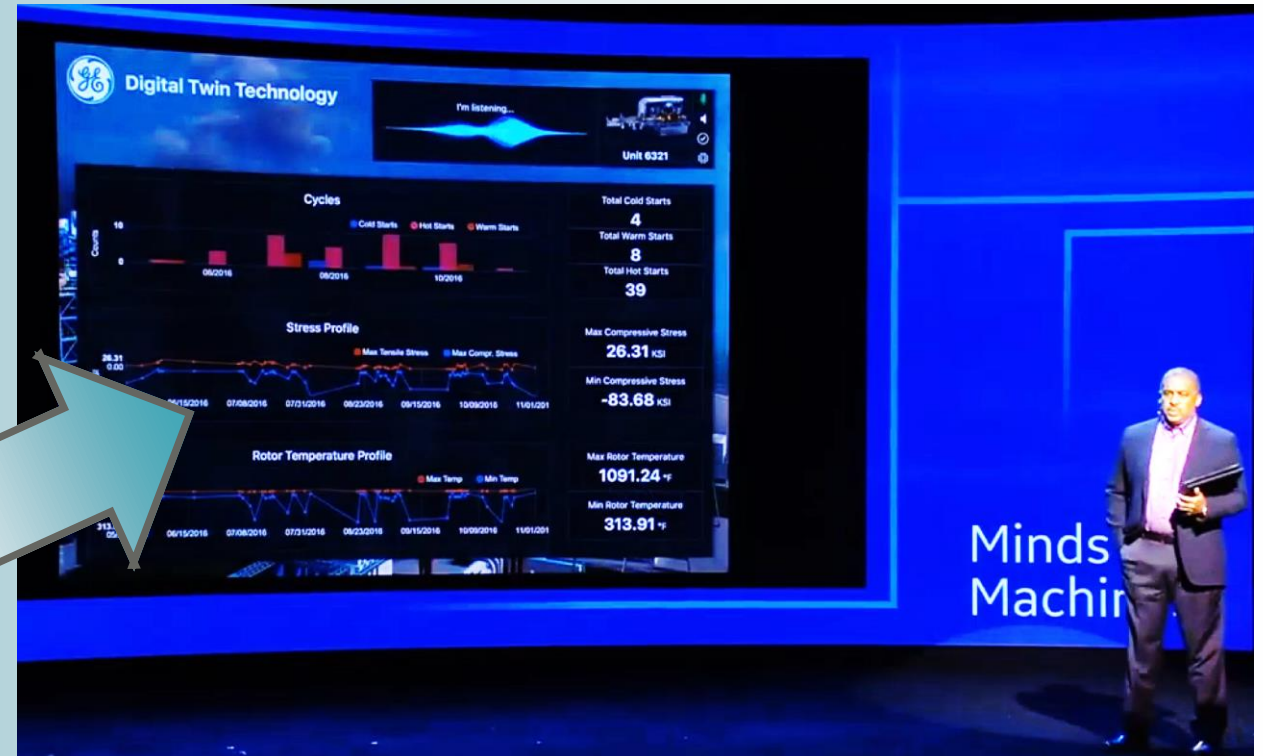 Digital Twin Technology
I'm listening...
Unit 6321
Cycles
Cold Starts Hot Starts Warm Starts
Counts
10
0
06/2016 08/2016 10/2016
Total Cold Starts
4
Total Warm Starts
8
Total Hot Starts
39
Stress Profile
Max Tensile Stress Max Compr. Stress
26.31
0.00
06/15/2016 07/08/2016 07/31/2016 08/23/2016 09/15/2016 10/09/2016 11/01/201
Max Compressive Stress
26.31 KSI
Min Compressive Stress
-83.68 KSI
Rotor Temperature Profile
Max Temp Min Temp
06/15/2016 07/08/2016 07/31/2016 08/23/2016 09/15/2016 10/09/2016 11/01/201
Max Rotor Temperature
1091.24 °F
Min Rotor Temperature
313.91 °F
Minds
Machin